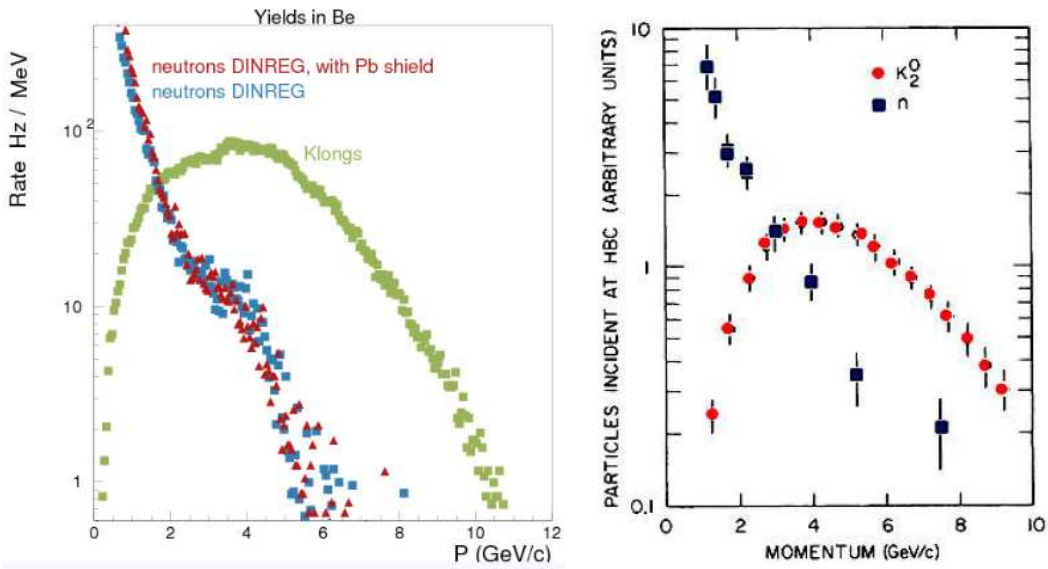 Yields in Be
Rate Hz / MeV
neutrons DINREG, with Pb shield
neutrons DINREG
Klongs
10²
10
1
0 2 4 6 8 10 12
P (GeV/c)
PARTICLES INCIDENT AT HBC (ARBITRARY UNITS)
K₂⁰
n
10
1
0.1
0 2 4 6 8 10
MOMENTUM (GeV/c)